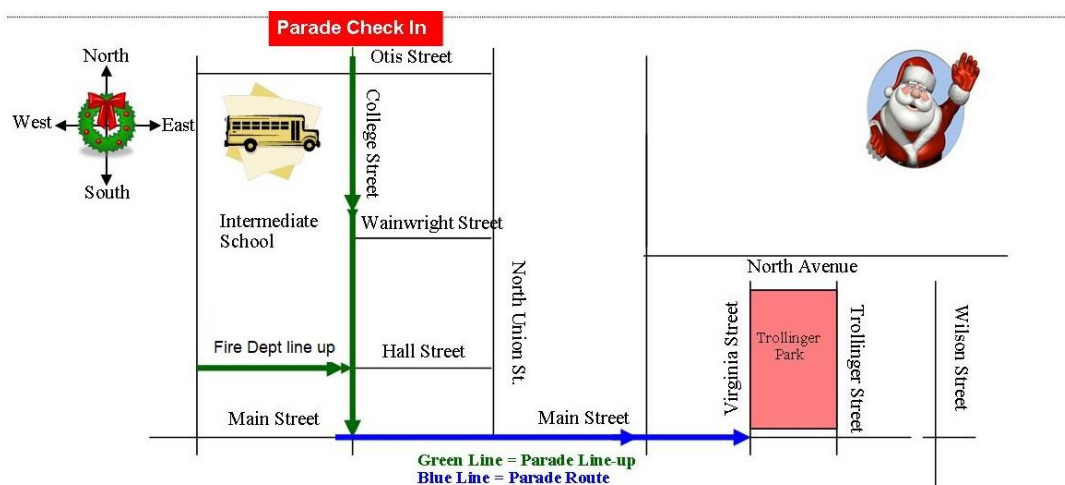 Parade Check In
North
Otis Street
West
East
College Street
South
Intermediate
School
Wainwright Street
North Union St.
North Avenue
Virginia Street
Trollinger
Park
Trollinger Street
Wilson Street
Fire Dept line up
Hall Street
Main Street
Main Street
Green Line = Parade Line-up
Blue Line = Parade Route